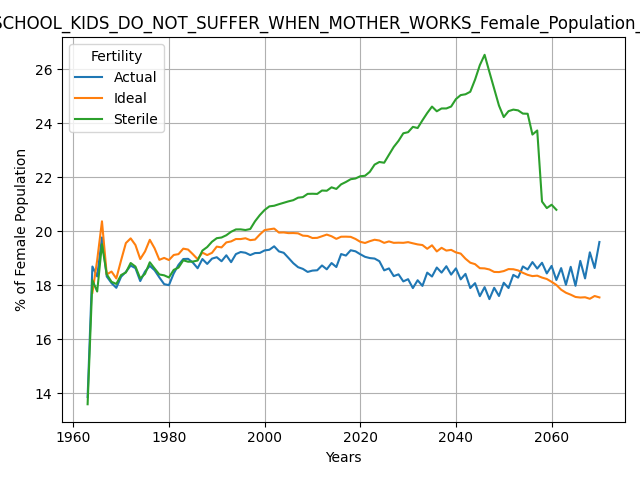 SCHOOL_KIDS_DO_NOT_SUFFER_WHEN_MOTHER_WORKS_Female_Population_
Fertility
Actual
Ideal
Sterile
% of Female Population
26
24
22
20
18
16
14
1960
1980
2000
2020
2040
2060
Years